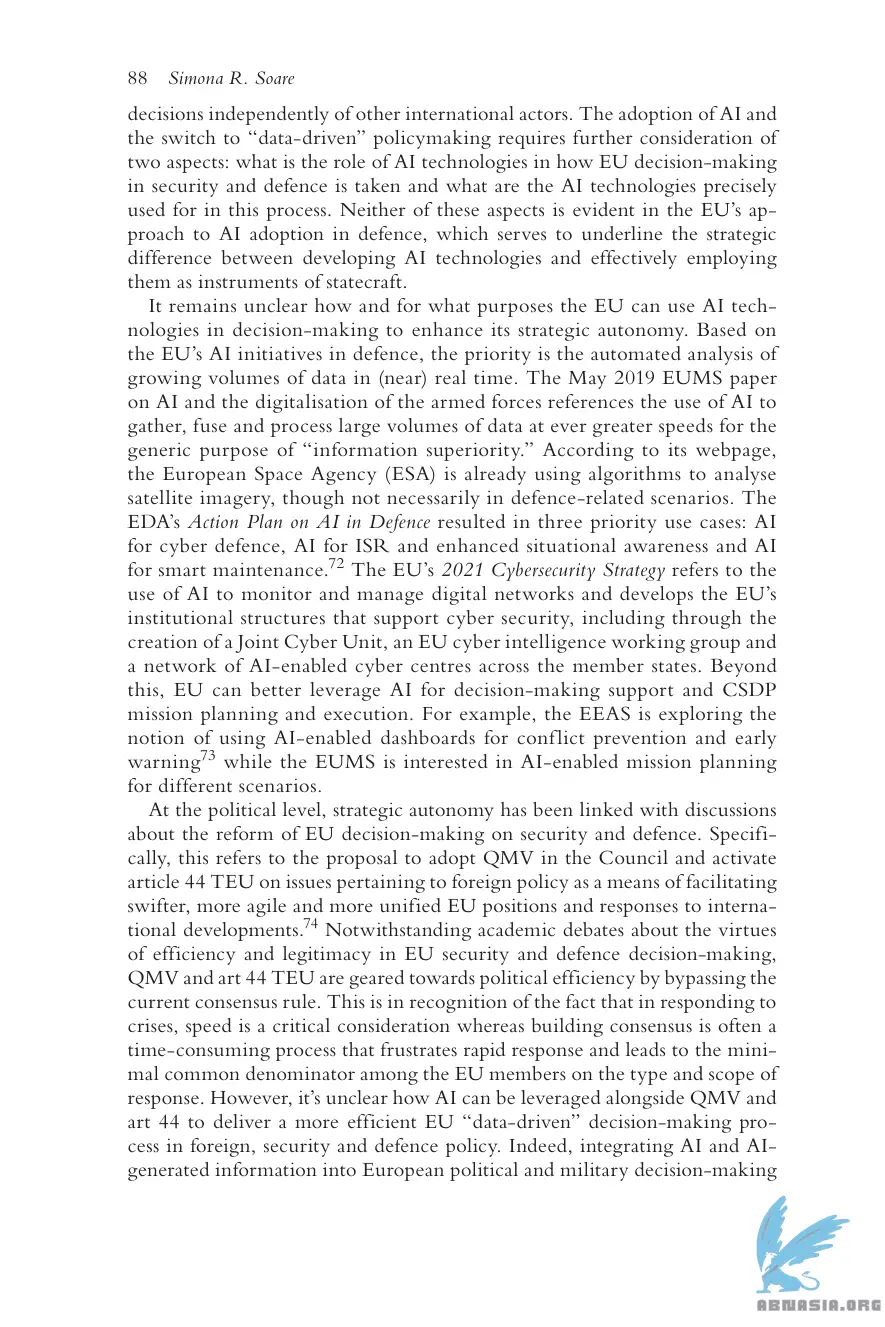 88 Simona R. Soare
decisions independently of other international actors. The adoption of AI and
the switch to “data-driven” policymaking requires further consideration of
two aspects: what is the role of AI technologies in how EU decision-making
in security and defence is taken and what are the AI technologies precisely
used for in this process. Neither of these aspects is evident in the EU’s ap-
proach to AI adoption in defence, which serves to underline the strategic
difference between developing AI technologies and effectively employing
them as instruments of statecraft.
It remains unclear how and for what purposes the EU can use AI tech-
nologies in decision-making to enhance its strategic autonomy. Based on
the EU’s AI initiatives in defence, the priority is the automated analysis of
growing volumes of data in (near) real time. The May 2019 EUMS paper
on AI and the digitalisation of the armed forces references the use of AI to
gather, fuse and process large volumes of data at ever greater speeds for the
generic purpose of “information superiority.” According to its webpage,
the European Space Agency (ESA) is already using algorithms to analyse
satellite imagery, though not necessarily in defence-related scenarios. The
EDA’s Action Plan on AI in Defence resulted in three priority use cases: AI
for cyber defence, AI for ISR and enhanced situational awareness and AI
for smart maintenance.72 The EU’s 2021 Cybersecurity Strategy refers to the
use of AI to monitor and manage digital networks and develops the EU’s
institutional structures that support cyber security, including through the
creation of a Joint Cyber Unit, an EU cyber intelligence working group and
a network of AI-enabled cyber centres across the member states. Beyond
this, EU can better leverage AI for decision-making support and CSDP
mission planning and execution. For example, the EEAS is exploring the
notion of using AI-enabled dashboards for conflict prevention and early
warning73 while the EUMS is interested in AI-enabled mission planning
for different scenarios.
At the political level, strategic autonomy has been linked with discussions
about the reform of EU decision-making on security and defence. Specifi-
cally, this refers to the proposal to adopt QMV in the Council and activate
article 44 TEU on issues pertaining to foreign policy as a means of facilitating
swifter, more agile and more unified EU positions and responses to interna-
tional developments.74 Notwithstanding academic debates about the virtues
of efficiency and legitimacy in EU security and defence decision-making,
QMV and art 44 TEU are geared towards political efficiency by bypassing the
current consensus rule. This is in recognition of the fact that in responding to
crises, speed is a critical consideration whereas building consensus is often a
time-consuming process that frustrates rapid response and leads to the mini-
mal common denominator among the EU members on the type and scope of
response. However, it’s unclear how AI can be leveraged alongside QMV and
art 44 to deliver a more efficient EU “data-driven” decision-making pro-
cess in foreign, security and defence policy. Indeed, integrating AI and AI-
generated information into European political and military decision-making
ABNASIA.ORG